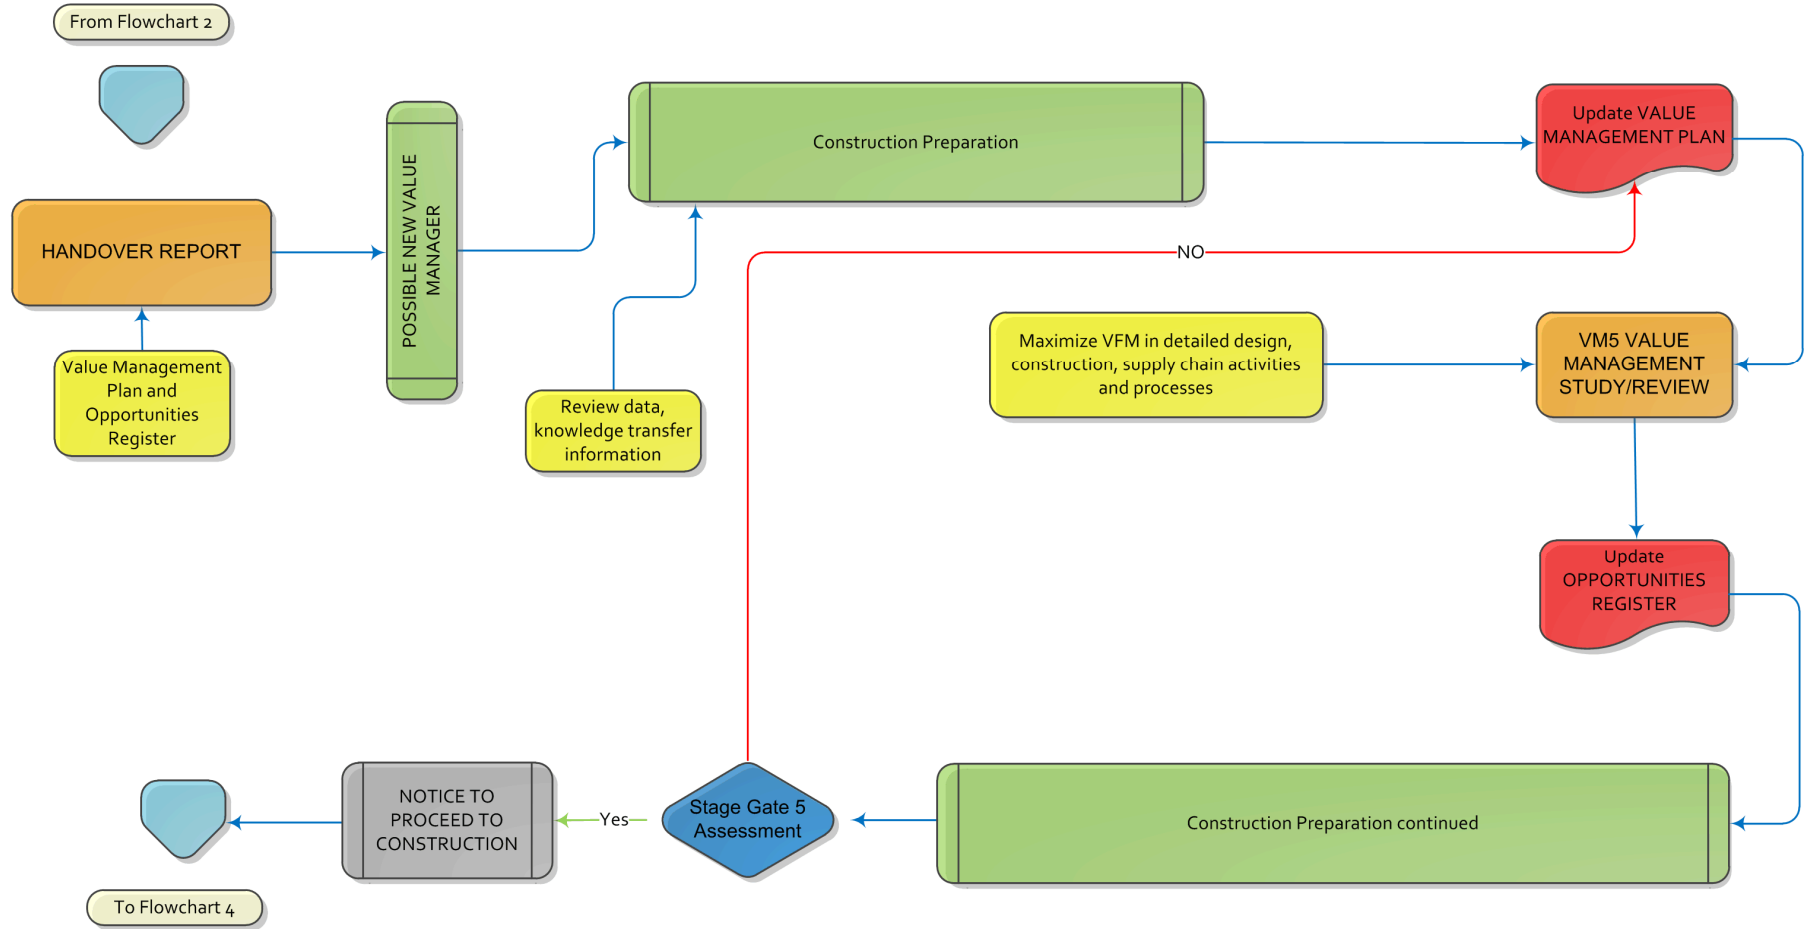 From Flowchart 2
HANDOVER REPORT
Value Management
Plan and
Opportunities
Register
POSSIBLE NEW VALUE
MANAGER
Review data,
knowledge transfer
information
Construction Preparation
Update VALUE
MANAGEMENT PLAN
NO
Maximize VFM in detailed design,
construction, supply chain activities
and processes
VM5 VALUE
MANAGEMENT
STUDY/REVIEW
Update
OPPORTUNITIES
REGISTER
Construction Preparation continued
Stage Gate 5
Assessment
Yes
NOTICE TO
PROCEED TO
CONSTRUCTION
To Flowchart 4